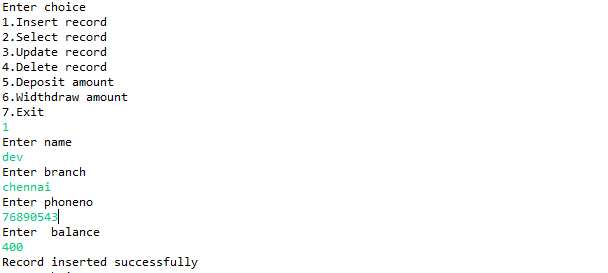 Enter choice
1.Insert record
2.Select record
3.Update record
4.Delete record
5.Deposit amount
6.Widthdraw amount
7.Exit
1
Enter name
dev
Enter branch
chennai
Enter phoneno
76890543
Enter  balance
400
Record inserted successfully